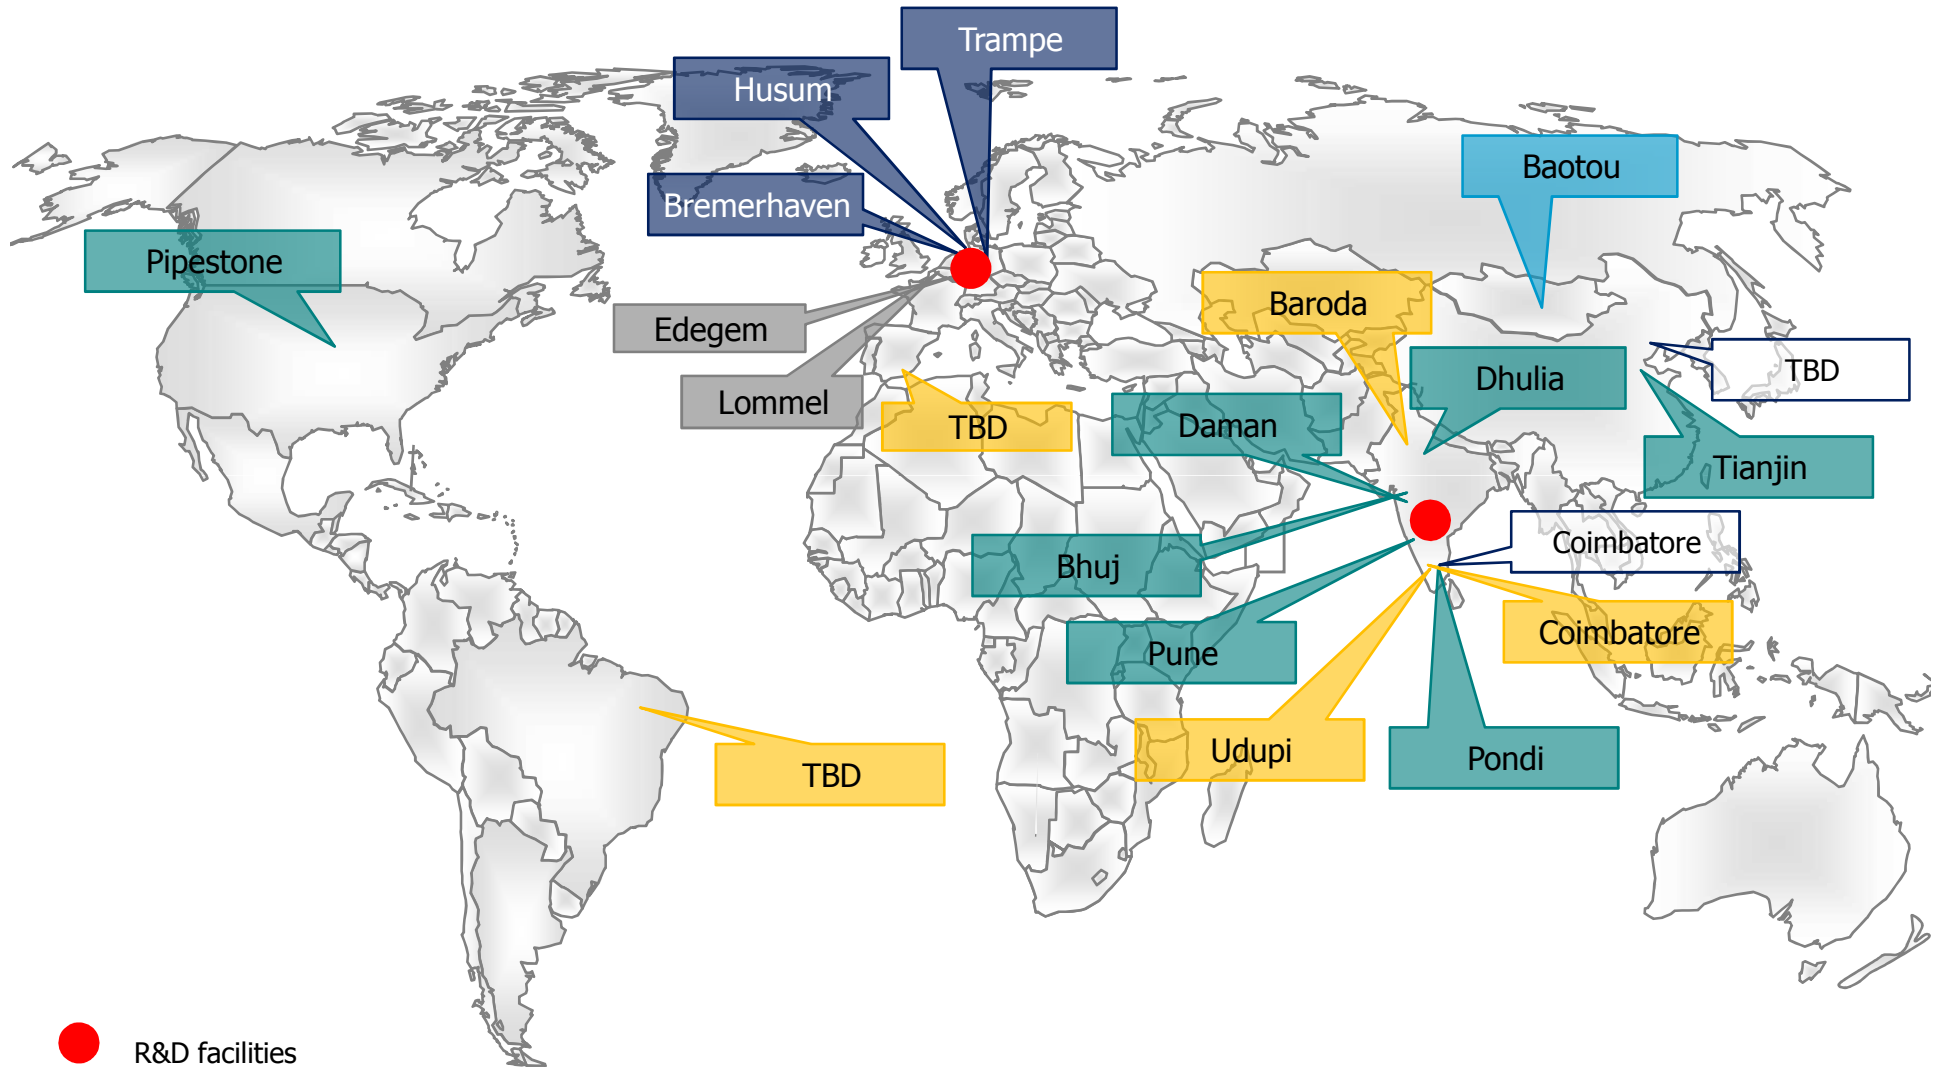 Trampe
Husum
Baotou
Bremerhaven
Pipestone
Baroda
Edegem
TBD
Dhulia
Lommel
TBD
Daman
Tianjin
Coimbatore
Bhuj
Coimbatore
Pune
Udupi
Pondi
TBD
R&D facilities